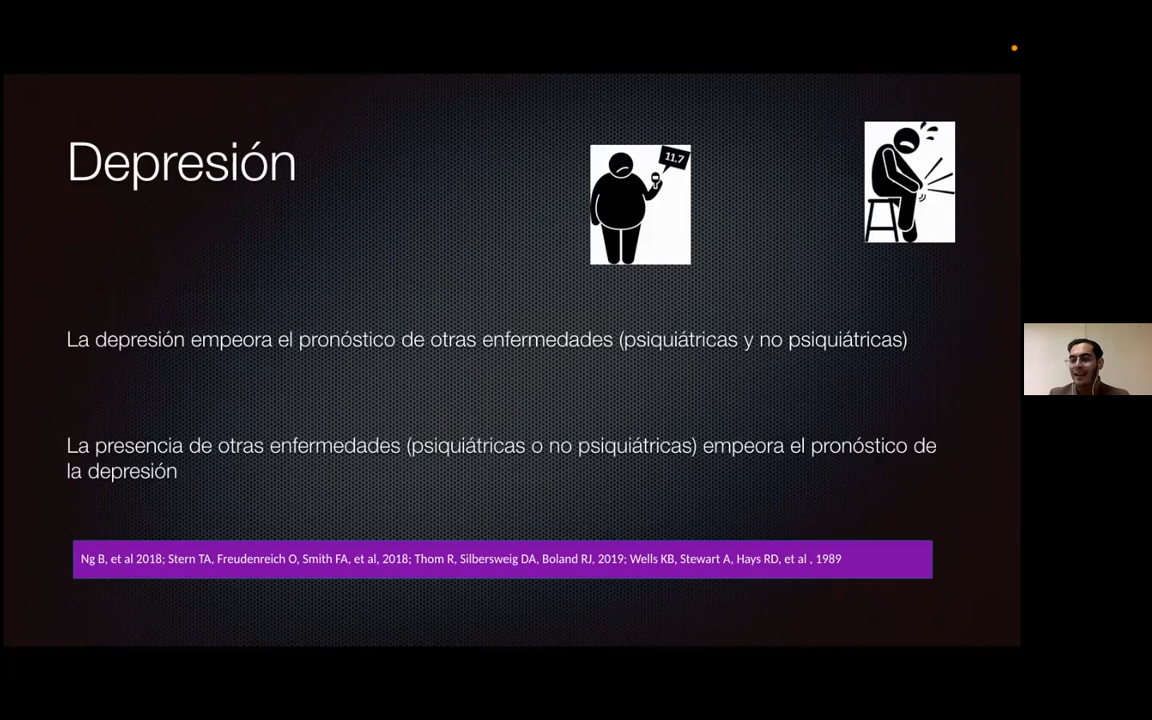 Depresión
11.7
La depresión empeora el pronóstico de otras enfermedades (psiquiátricas y no psiquiátricas)
La presencia de otras enfermedades (psiquiátricas o no psiquiátricas) empeora el pronóstico de
la depresión
Ng B, et al 2018; Stern TA, Freudenreich O, Smith FA, et al, 2018; Thom R, Silbersweig DA, Boland RJ, 2019; Wells KB, Stewart A, Hays RD, et al , 1989